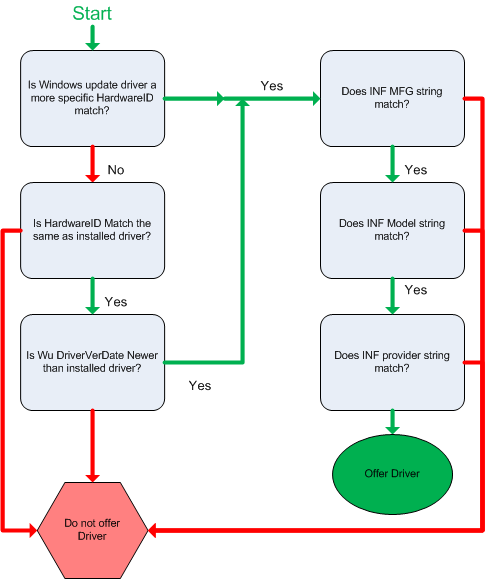 Start
Is Windows update driver a
more specific HardwareID
match?
Yes
Does INF MFG string
match?
No
Yes
Is HardwareID Match the
same as installed driver?
Does INF Model string
match?
Yes
Yes
Is Wu DriverVerDate Newer
than installed driver?
Yes
Does INF provider string
match?
Offer Driver
Do not offer
Driver